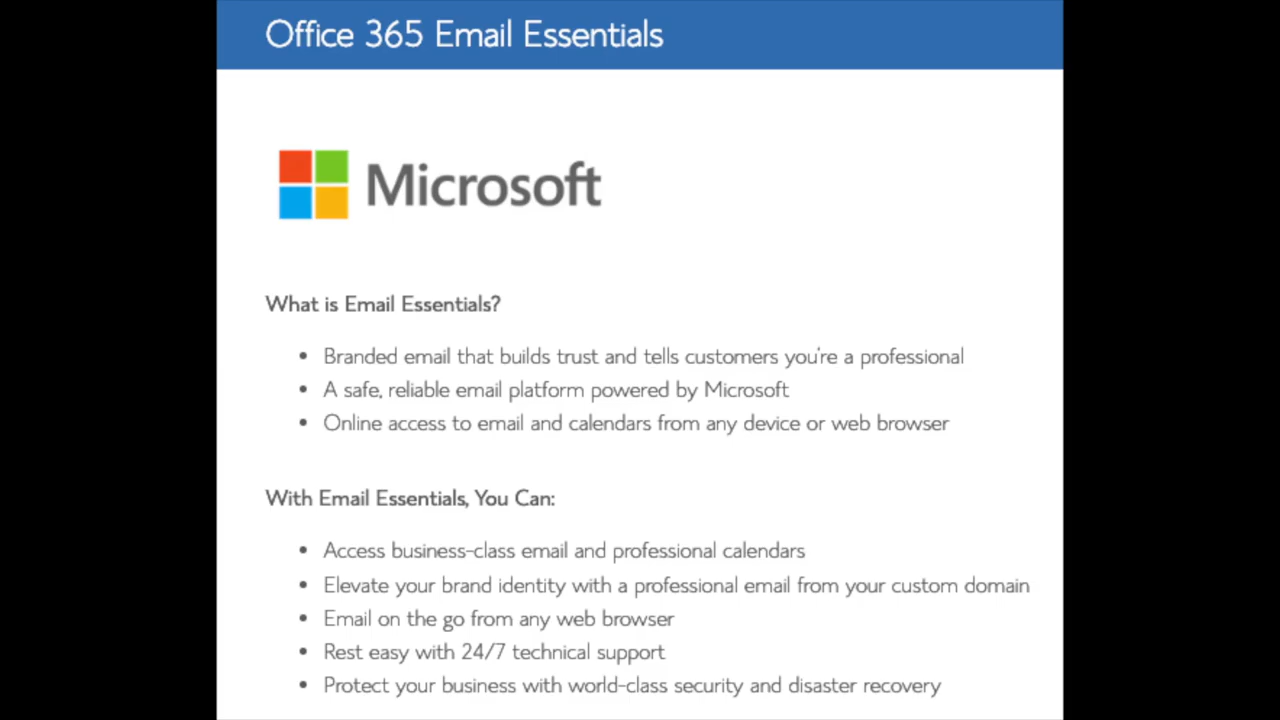 Office 365 Email Essentials
Microsoft
What is Email Essentials?
• Branded email that builds trust and tells customers you're a professional
• A safe, reliable email platform powered by Microsoft
• Online access to email and calendars from any device or web browser
With Email Essentials, You Can:
• Access business-class email and professional calendars
• Elevate your brand identity with a professional email from your custom domain
• Email on the go from any web browser
• Rest easy with 24/7 technical support
• Protect your business with world-class security and disaster recovery